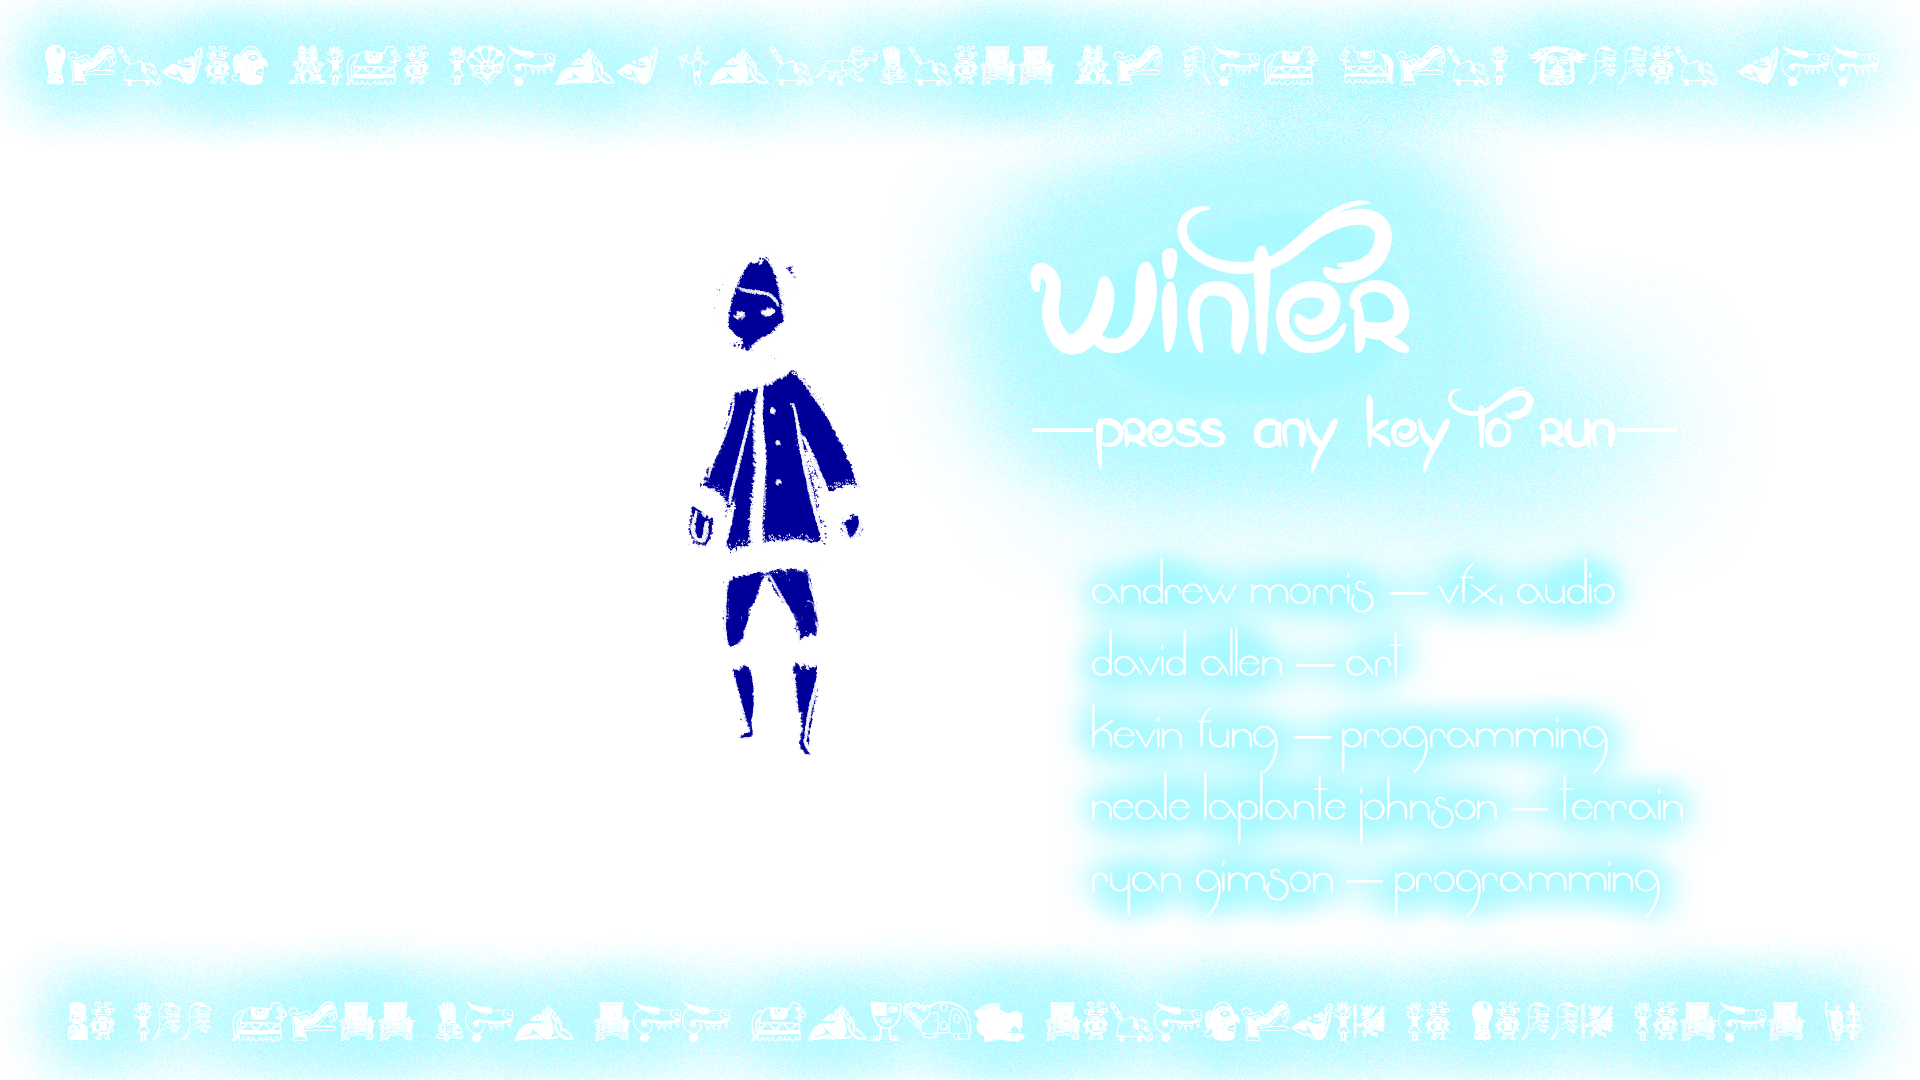 winter
—press any key to run—
andrew morris — vfx, audio
david allen — art
kevin fung — programming
neale laplante johnson — terrain
ryan gimson — programming